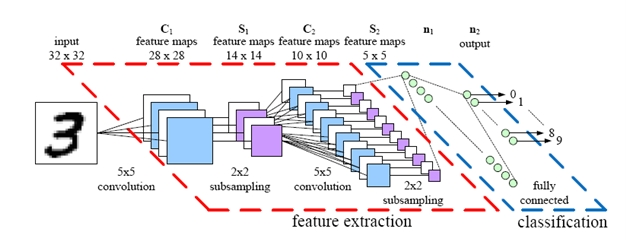 C1 S1 C2 S2 n1 n2
input feature maps feature maps feature maps feature maps output
32 x 32 28 x 28 14 x 14 10 x 10 5 x 5
3
0
1
8
9
5x5 2x2 5x5 2x2 fully
convolution subsampling convolution subsampling connected
feature extraction classification